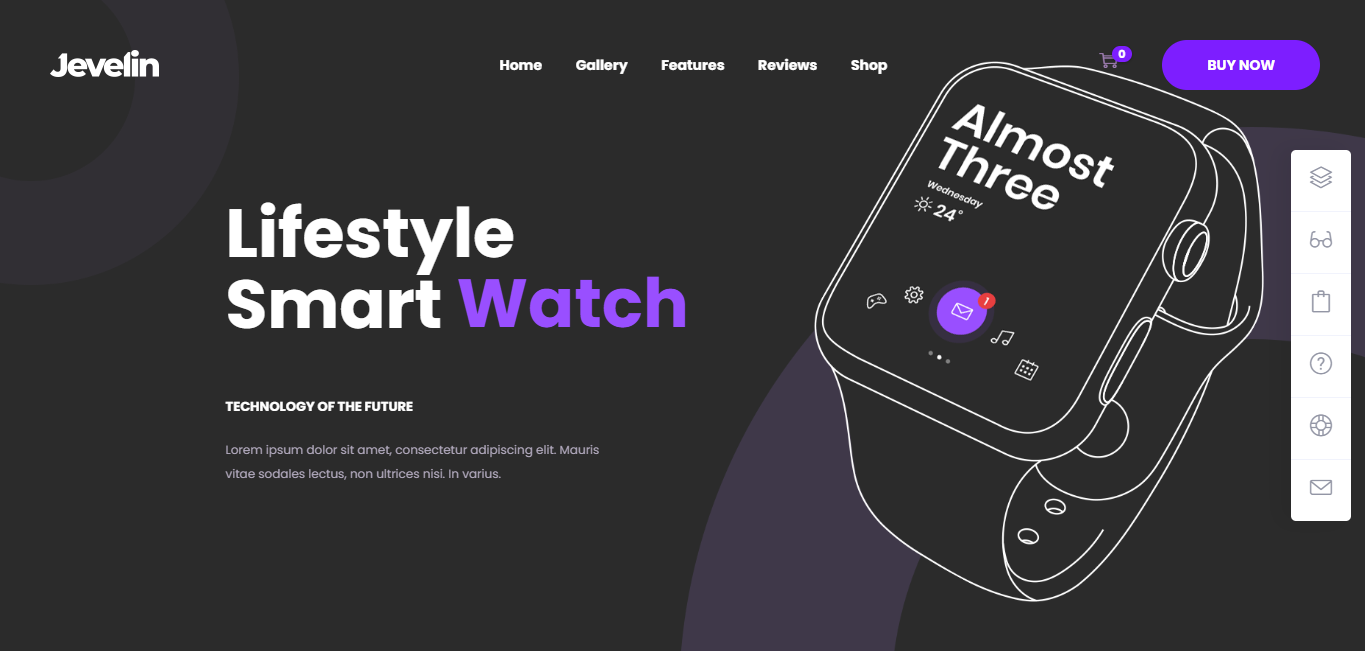 Jevelin
Home Gallery Features Reviews Shop
0
BUY NOW
Almost
Three
Wednesday
24°
1
Lifestyle
Smart Watch
TECHNOLOGY OF THE FUTURE
Lorem ipsum dolor sit amet, consectetur adipiscing elit. Mauris
vitae sodales lectus, non ultrices nisi. In varius.
?